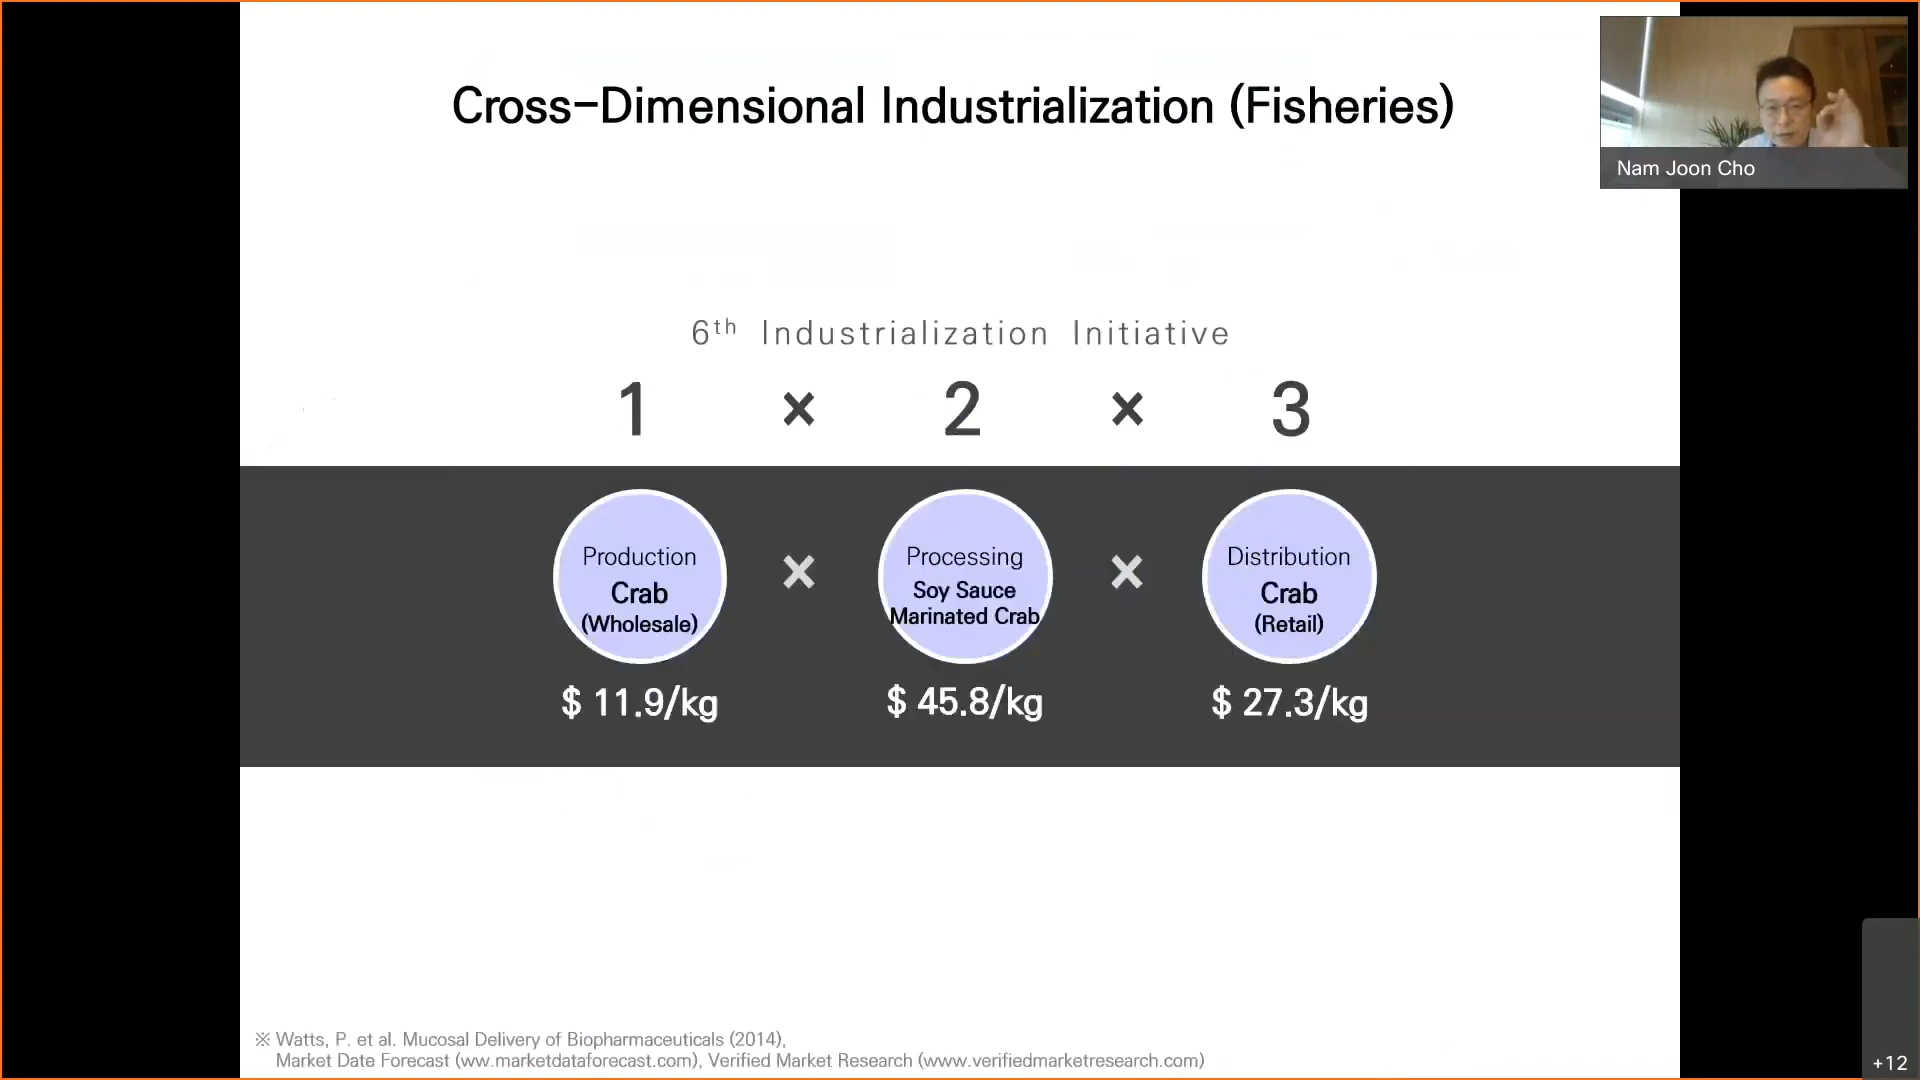 Cross-Dimensional Industrialization (Fisheries)
Nam Joon Cho
6th Industrialization Initiative
1 × 2 × 3
Production
Crab
(Wholesale)
$ 11.9/kg
×
Processing
Soy Sauce
Marinated Crab
$ 45.8/kg
×
Distribution
Crab
(Retail)
$ 27.3/kg
※ Watts, P. et al. Mucosal Delivery of Biopharmaceuticals (2014),
Market Date Forecast (ww.marketdataforecast.com), Verified Market Research (www.verifiedmarketresearch.com)
+12